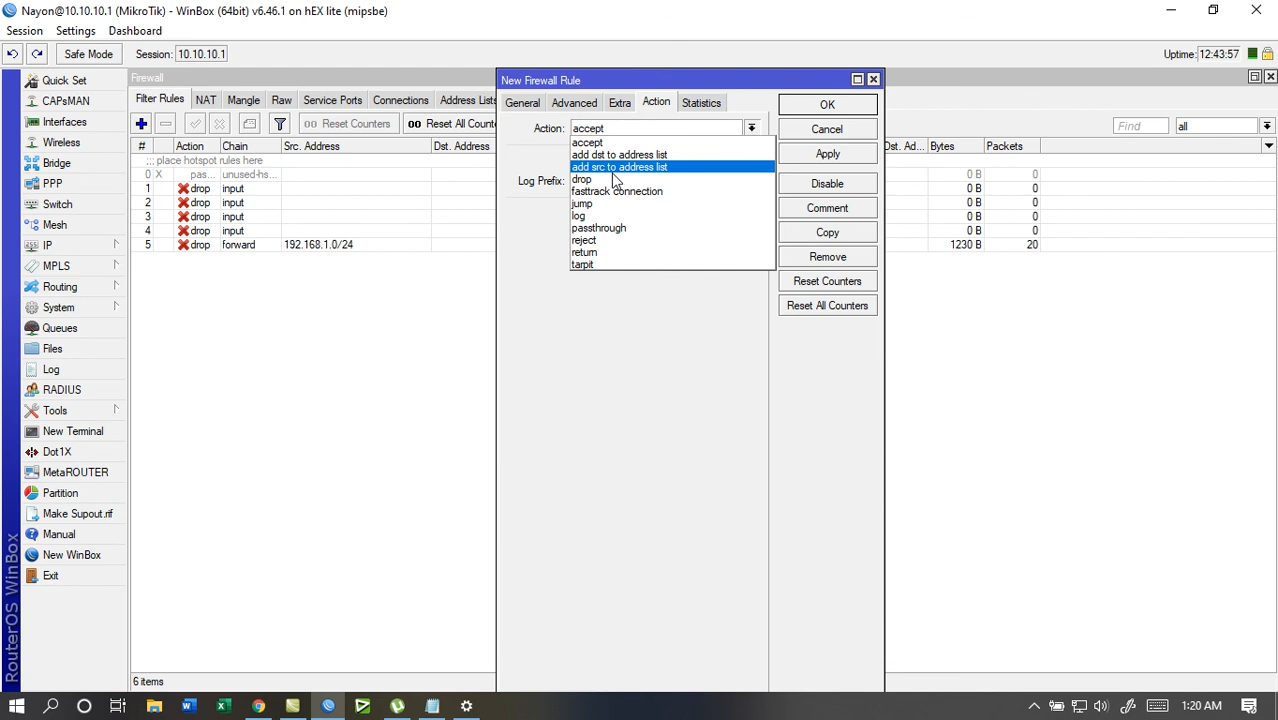 Nayon@10.10.10.1 (MikroTik) - WinBox (64bit) v6.46.1 on hEX lite (mipsbe)
Session Settings Dashboard
Safe Mode Session: 10.10.10.1 Uptime: 12:43:57
Quick Set
CAPsMAN
Interfaces
Wireless
Bridge
PPP
Switch
Mesh
IP
MPLS
Routing
System
Queues
Files
Log
RADIUS
Tools
New Terminal
Dot1X
MetaROUTER
Partition
Make Supout.rif
Manual
New WinBox
Exit
RouterOS WinBox
Firewall
Filter Rules NAT Mangle Raw Service Ports Connections Address Lists
Reset Counters 00 Reset All Counte Find all
# Action Chain Src. Address Dst. Address Dst. Ad... Bytes Packets
::: place hotspot rules here
0 X pas... unused-hs... 0 B 0
1 drop input 0 B 0
2 drop input 0 B 0
3 drop input 0 B 0
4 drop input 0 B 0
5 drop forward 192.168.1.0/24 1230 B 20
6 items
New Firewall Rule
General Advanced Extra Action Statistics
Action: accept
accept
add dst to address list
add src to address list
drop
fasttrack connection
jump
log
passthrough
reject
return
tarpit
Log Prefix:
OK
Cancel
Apply
Disable
Comment
Copy
Remove
Reset Counters
Reset All Counters
1:20 AM